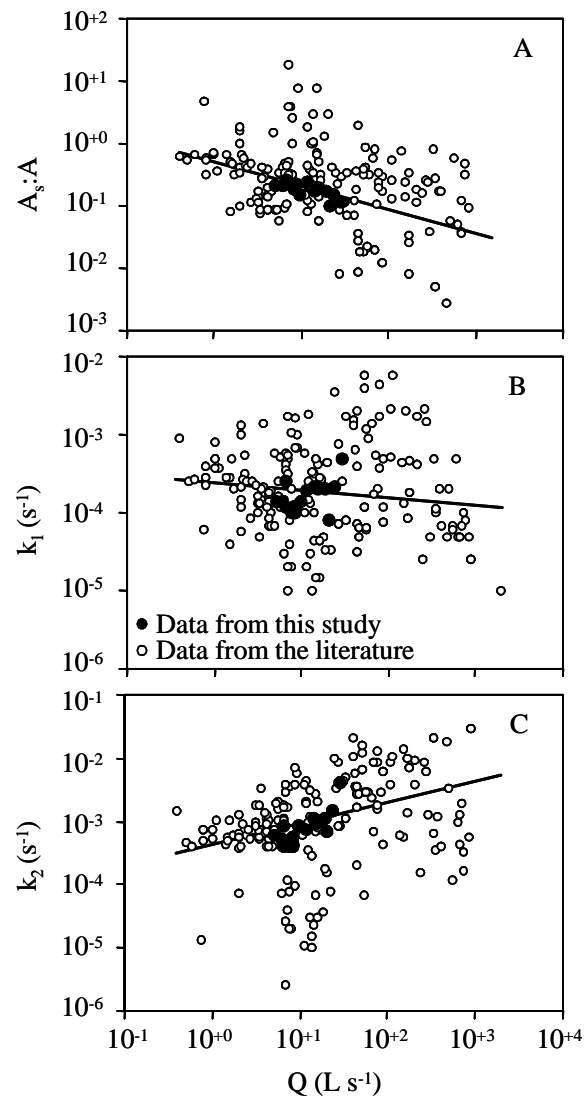 10⁺²
10⁺¹
10⁺⁰
10⁻¹
10⁻²
10⁻³
Aₛ:A
A
10⁻²
10⁻³
10⁻⁴
10⁻⁵
10⁻⁶
k₁ (s⁻¹)
B
Data from this study
Data from the literature
10⁻¹
10⁻²
10⁻³
10⁻⁴
10⁻⁵
10⁻⁶
k₂ (s⁻¹)
C
10⁻¹ 10⁺⁰ 10⁺¹ 10⁺² 10⁺³ 10⁺⁴
Q (L s⁻¹)